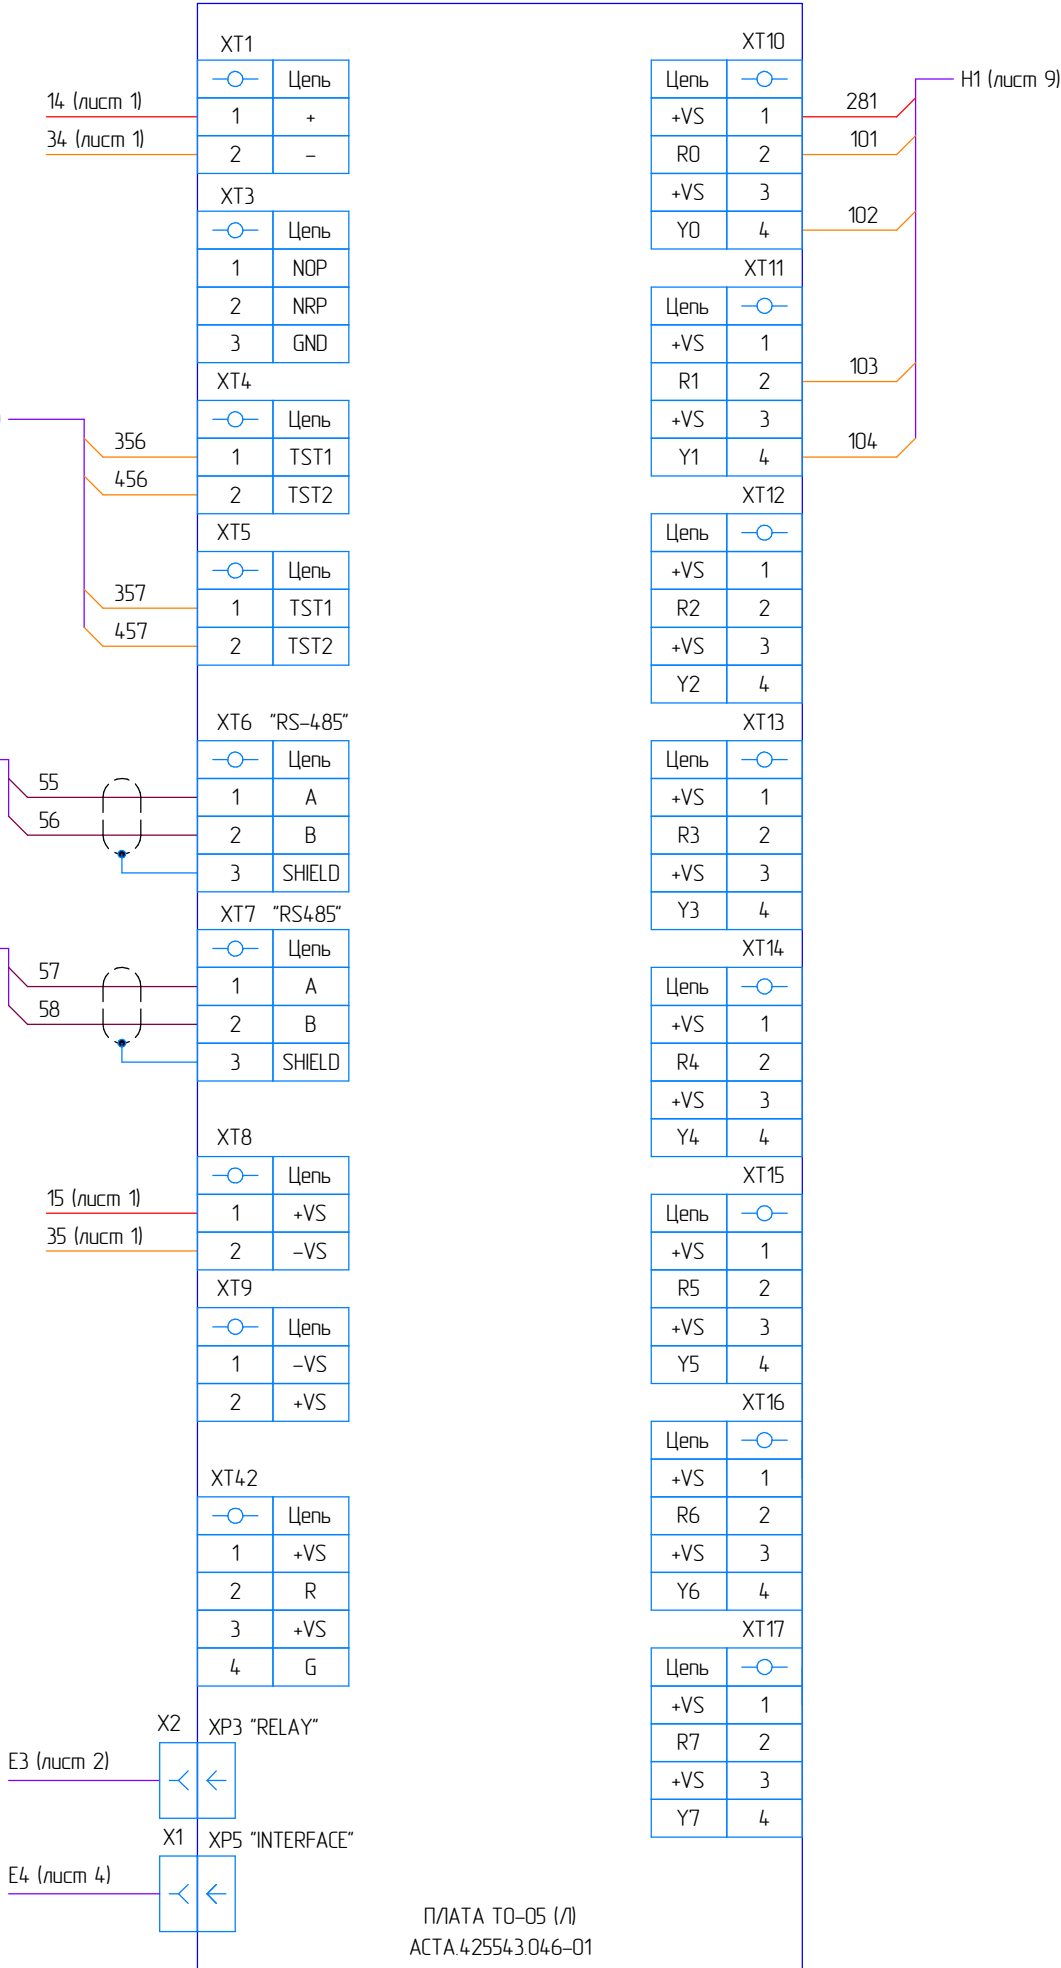 XT1
Цепь
14 (лист 1)
1 +
34 (лист 1)
2 –
XT3
Цепь
1 NOP
2 NRP
3 GND
XT4
Цепь
356
1 TST1
456
2 TST2
XT5
Цепь
357
1 TST1
457
2 TST2
XT6 "RS–485"
Цепь
55
1 A
56
2 B
3 SHIELD
XT7 "RS485"
Цепь
57
1 A
58
2 B
3 SHIELD
XT8
Цепь
15 (лист 1)
1 +VS
35 (лист 1)
2 –VS
XT9
Цепь
1 –VS
2 +VS
XT42
Цепь
1 +VS
2 R
3 +VS
4 G
X2 XP3 "RELAY"
E3 (лист 2)
X1 XP5 "INTERFACE"
E4 (лист 4)
XT10
Цепь
H1 (лист 9)
+VS 1
281
R0 2
101
+VS 3
Y0 4
102
XT11
Цепь
+VS 1
R1 2
103
+VS 3
Y1 4
104
XT12
Цепь
+VS 1
R2 2
+VS 3
Y2 4
XT13
Цепь
+VS 1
R3 2
+VS 3
Y3 4
XT14
Цепь
+VS 1
R4 2
+VS 3
Y4 4
XT15
Цепь
+VS 1
R5 2
+VS 3
Y5 4
XT16
Цепь
+VS 1
R6 2
+VS 3
Y6 4
XT17
Цепь
+VS 1
R7 2
+VS 3
Y7 4
ПЛАТА ТО–05 (Л)
АСТА.425543.046–01